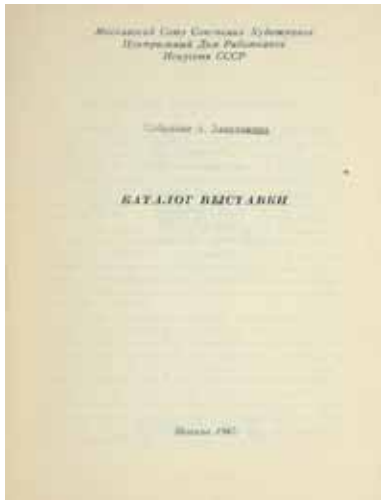 Московский Союз Советских Художников
Центральный Дом Работников
Искусств СССР
Собрание
КАТАЛОГ ВЫСТАВКИ
Москва